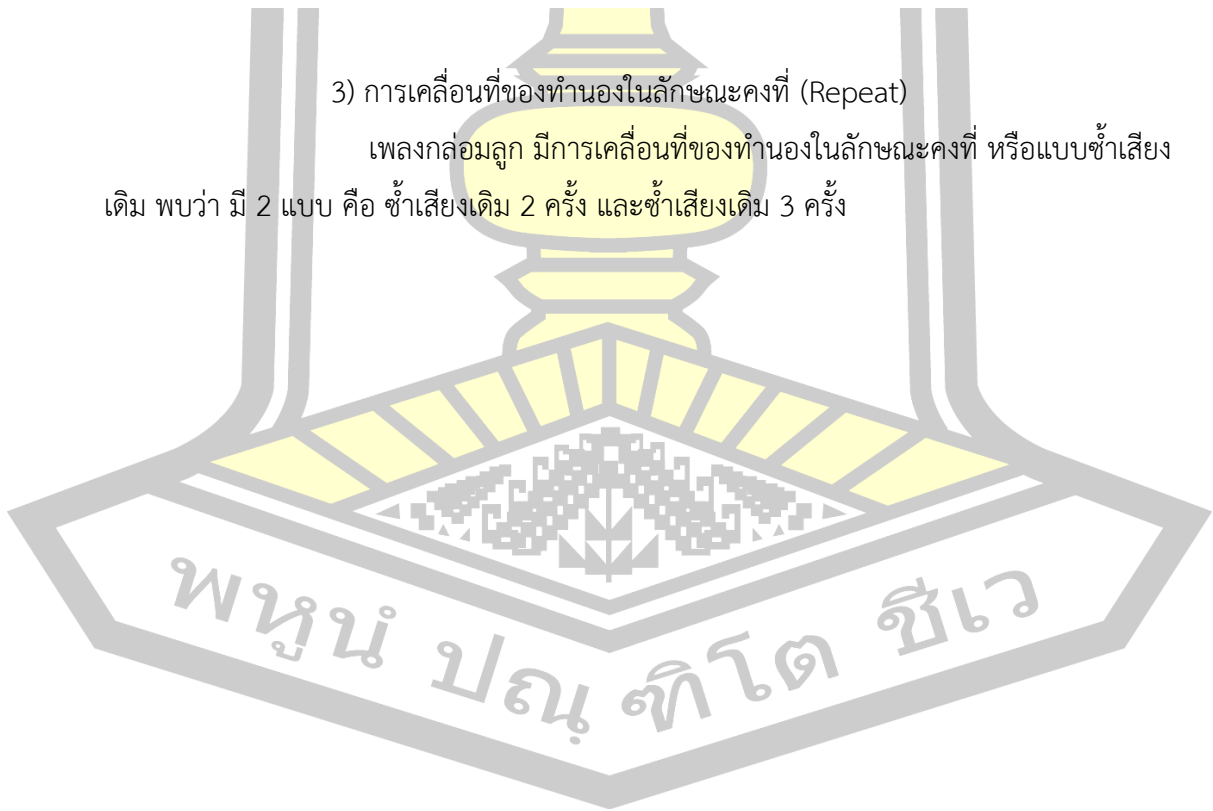 3) การเคลื่อนที่ของทำนองในลักษณะคงที่ (Repeat)
เพลงกล่อมลูก มีการเคลื่อนที่ของทำนองในลักษณะคงที่ หรือแบบซ้ำเสียง
เดิม พบว่า มี 2 แบบ คือ ซ้ำเสียงเดิม 2 ครั้ง และซ้ำเสียงเดิม 3 ครั้ง
พหูนํ ปณฺฑิโต ชีเว